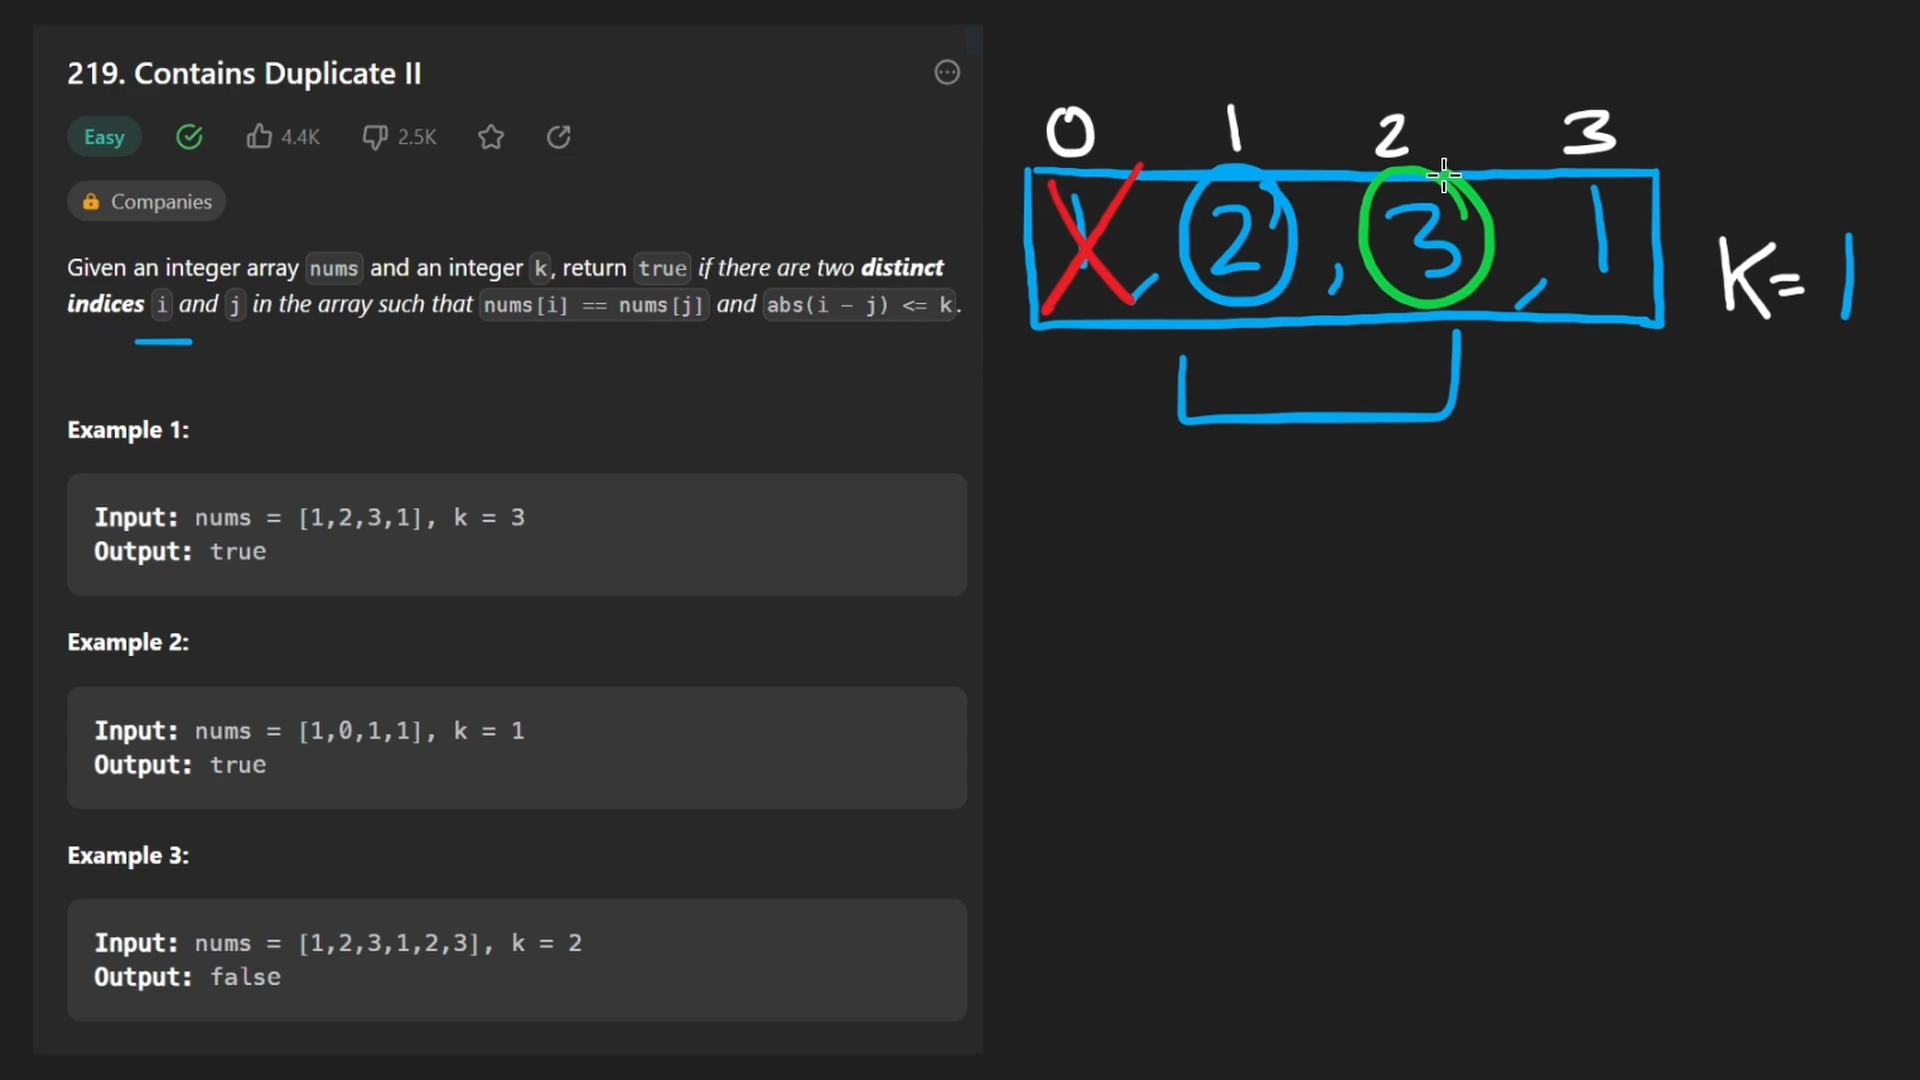 219. Contains Duplicate II
Easy 4.4K 2.5K
Companies
Given an integer array nums and an integer k, return true if there are two distinct
indices i and j in the array such that nums[i] == nums[j] and abs(i - j) <= k.
Example 1:
Input: nums = [1,2,3,1], k = 3
Output: true
Example 2:
Input: nums = [1,0,1,1], k = 1
Output: true
Example 3:
Input: nums = [1,2,3,1,2,3], k = 2
Output: false
0 1 2 3
1, 2, 3, 1
K= 1